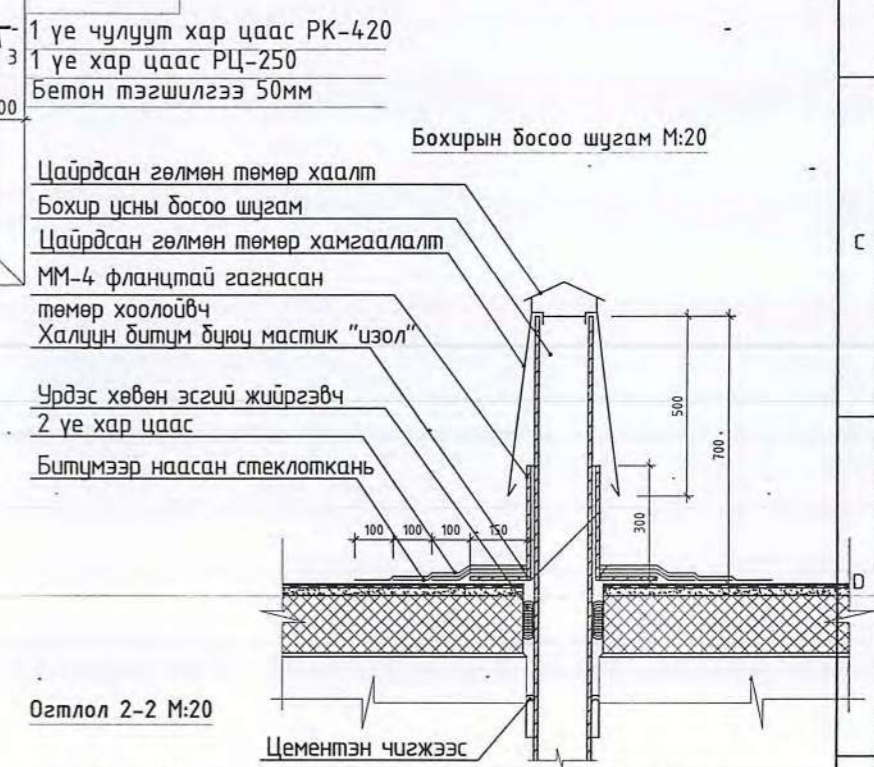 1 үе чулуут хар цаас РК-420
3
1 үе хар цаас РЦ-250
Бетон тэгшилгээ 50мм
00
Бохирын босоо шугам М:20
Цайрдсан гөлмөн төмөр хаалт
Бохир усны босоо шугам
Цайрдсан гөлмөн төмөр хамгаалалт
С
ММ-4 фланцтай гагнасан
төмөр хоолойвч
Халуун битум буюу мастик "изол"
Үрдэс хөвөн эсгий жийргэвч
2 үе хар цаас
Битумээр наасан стеклоткань
500
700
300
100 100 100 150
D
Огтлол 2-2 М:20
Цементэн чигжээс